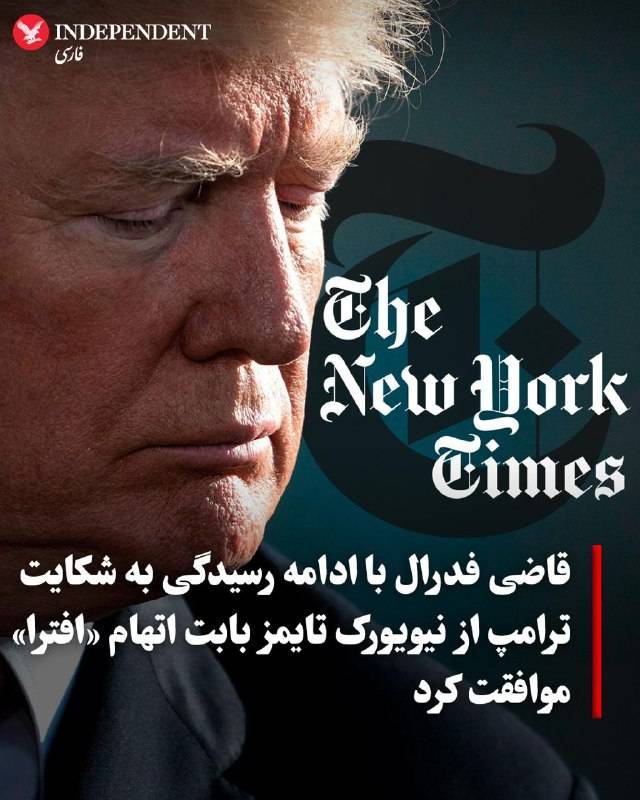 INDEPENDENT
فارسی
The
New York
Times
قاضی فدرال با ادامه رسیدگی به شکایت
ترامپ از نیویورک تایمز بابت اتهام «افترا»
موافقت کرد